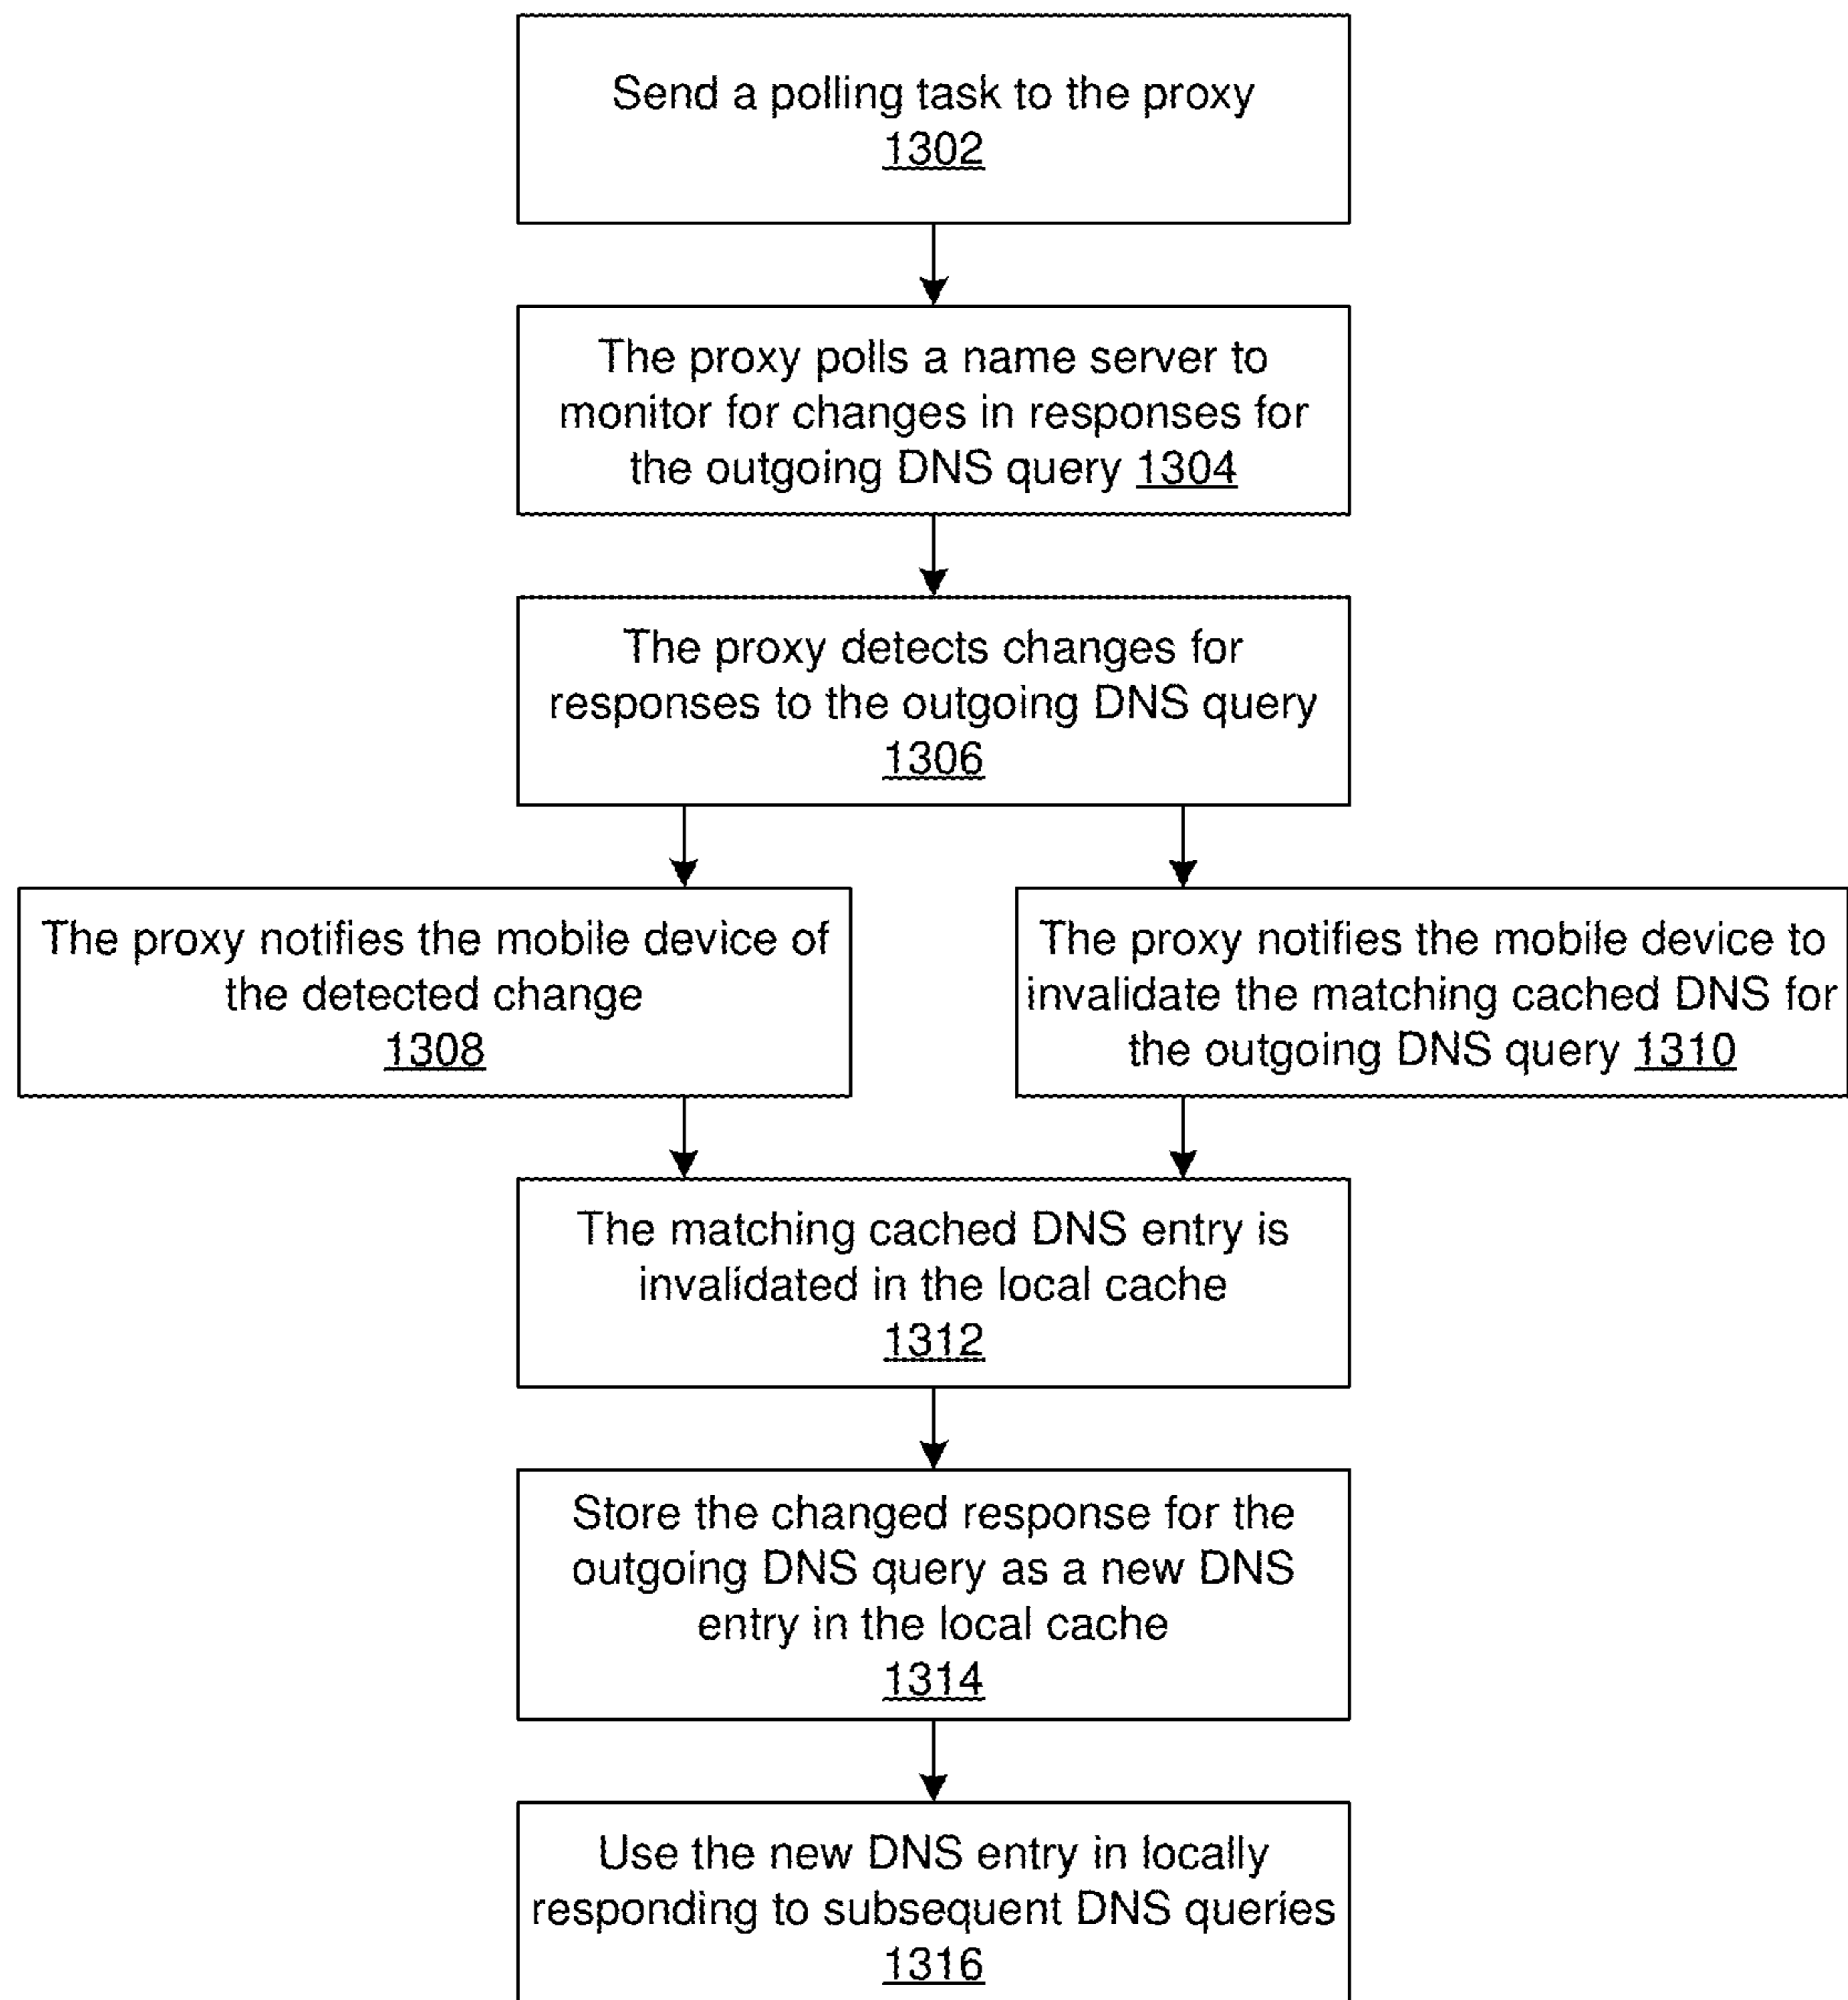 Send a polling task to the proxy
1302
The proxy polls a name server to
monitor for changes in responses for
the outgoing DNS query 1304
The proxy detects changes for
responses to the outgoing DNS query
1306
The proxy notifies the mobile device of
the detected change
1308
The proxy notifies the mobile device to
invalidate the matching cached DNS for
the outgoing DNS query 1310
The matching cached DNS entry is
invalidated in the local cache
1312
Store the changed response for the
outgoing DNS query as a new DNS
entry in the local cache
1314
Use the new DNS entry in locally
responding to subsequent DNS queries
1316